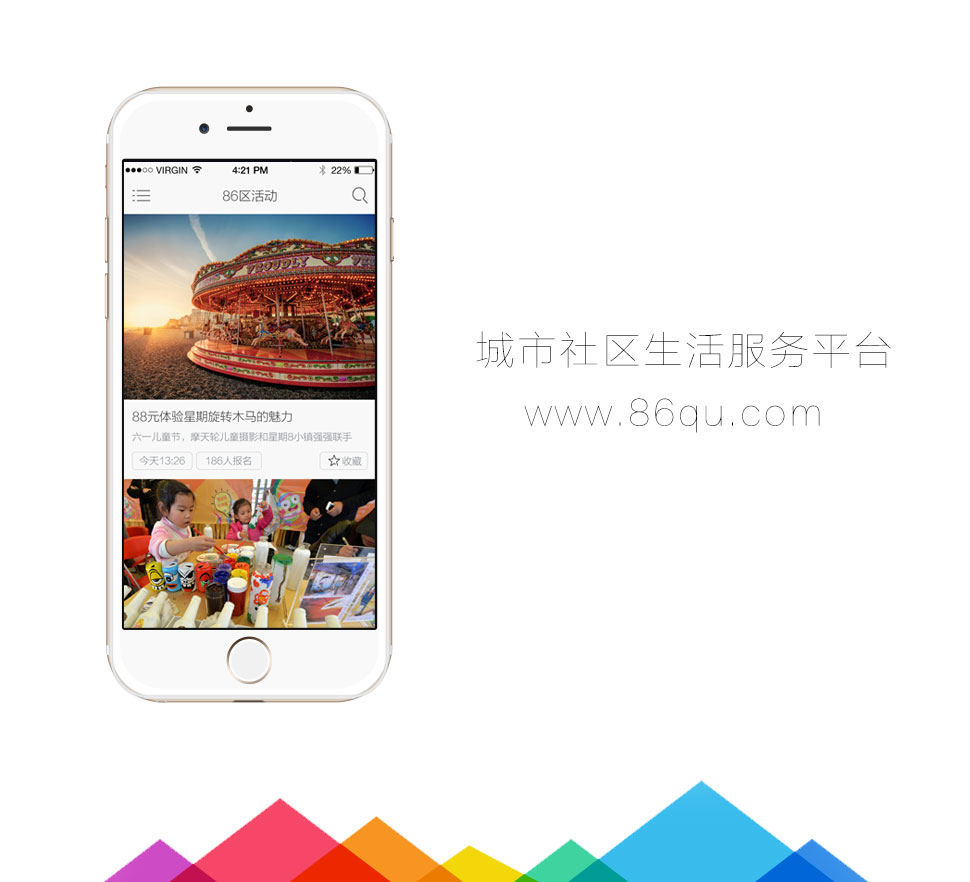 ●●●○○ VIRGIN 4:21 PM 22%
86区活动
PROUDLY
88元体验星期旋转木马的魅力
六一儿童节，摩天轮儿童摄影和星期8小镇强强联手
今天13:26 186人报名 ☆收藏
城市社区生活服务平台
www.86qu.com